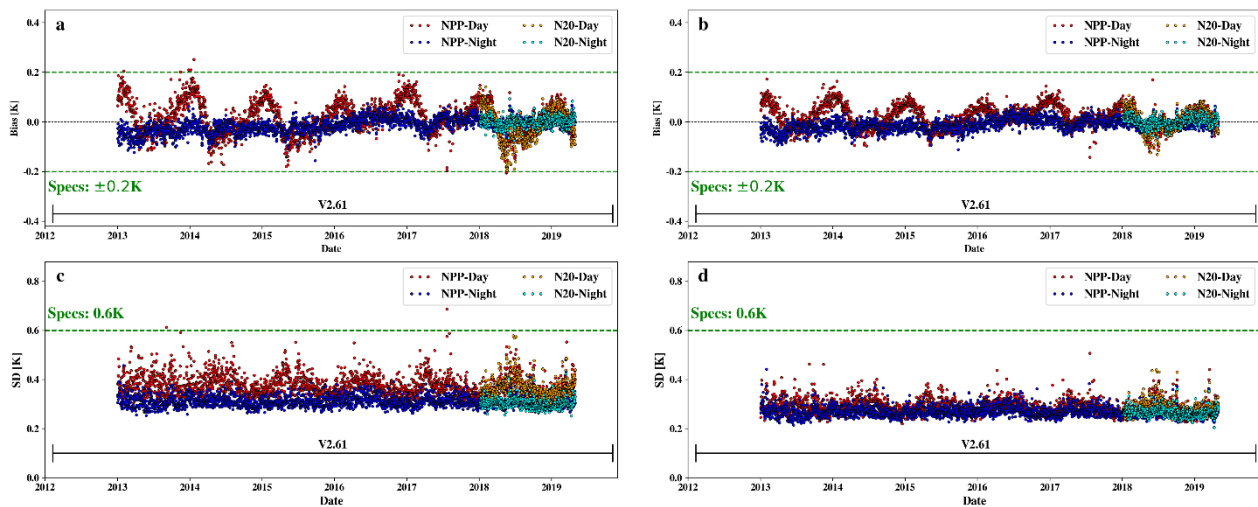 a
NPP-Day
N20-Day
NPP-Night
N20-Night
0.4
0.2
0.0
-0.2
-0.4
Bias [K]
Specs: ±0.2K
V2.61
2012 2013 2014 2015 2016 2017 2018 2019
Date
b
NPP-Day
N20-Day
NPP-Night
N20-Night
0.4
0.2
0.0
-0.2
-0.4
Bias [K]
Specs: ±0.2K
V2.61
2012 2013 2014 2015 2016 2017 2018 2019
Date
c
NPP-Day
N20-Day
NPP-Night
N20-Night
0.8
0.6
0.4
0.2
0.0
SD [K]
Specs: 0.6K
V2.61
2012 2013 2014 2015 2016 2017 2018 2019
Date
d
NPP-Day
N20-Day
NPP-Night
N20-Night
0.8
0.6
0.4
0.2
0.0
SD [K]
Specs: 0.6K
V2.61
2012 2013 2014 2015 2016 2017 2018 2019
Date